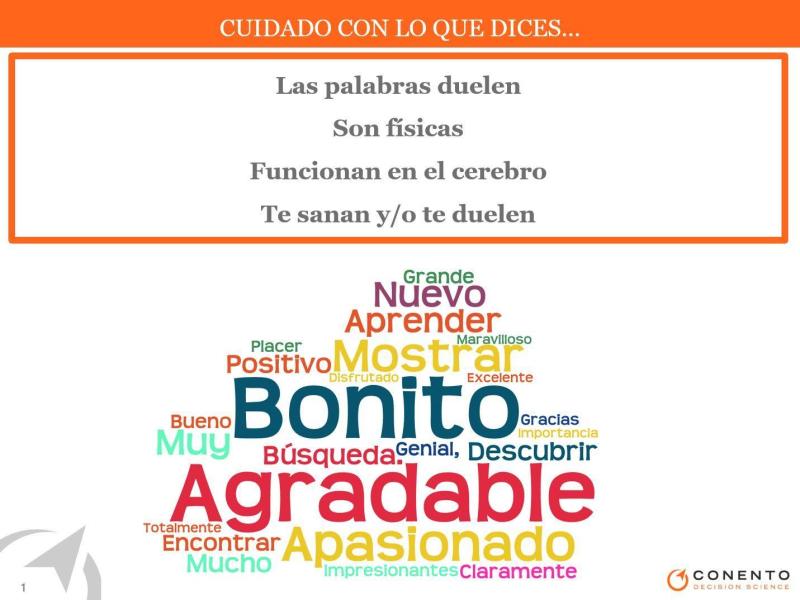 CUIDADO CON LO QUE DICES...
Las palabras duelen
Son físicas
Funcionan en el cerebro
Te sanan y/o te duelen
Grande
Nuevo
Aprender
Maravilloso
Placer
Mostrar
Positivo
Disfrutado
Excelente
Bonito
Bueno
Gracias
Importancia
Muy
Búsqueda.
Genial,
Descubrir
Agradable
Totalmente
Encontrar
Apasionado
Mucho
Impresionantes
Claramente
1
CONENTO
DECISION SCIENCE